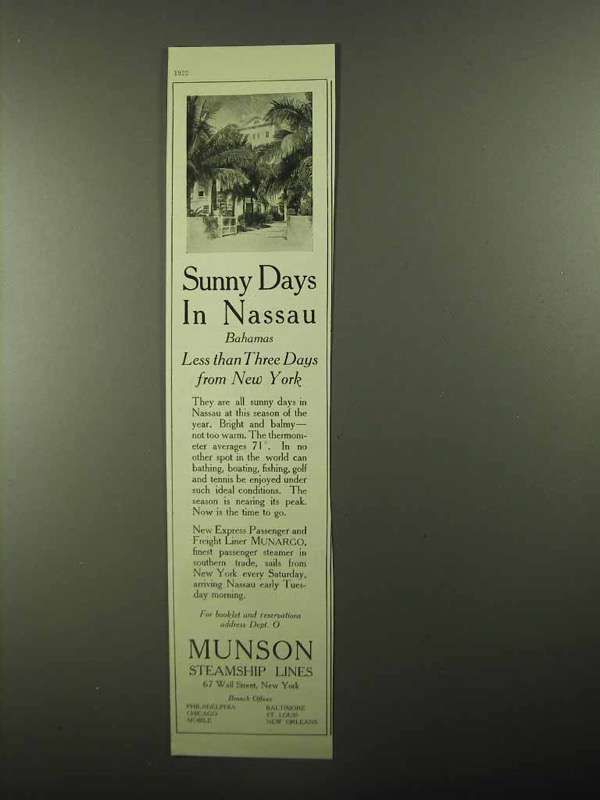 1922
Sunny Days
In Nassau
Bahamas
Less than Three Days
from New York
They are all sunny days in
Nassau at this season of the
year. Bright and balmy—
not too warm. The thermom-
eter averages 71°. In no
other spot in the world can
bathing, boating, fishing, golf
and tennis be enjoyed under
such ideal conditions. The
season is nearing its peak.
Now is the time to go.
New Express Passenger and
Freight Liner MUNARGO,
finest passenger steamer in
southern trade, sails from
New York every Saturday,
arriving Nassau early Tues-
day morning.
For booklet and reservations
address Dept. O
MUNSON
STEAMSHIP LINES
67 Wall Street, New York
Branch Offices
PHILADELPHIA BALTIMORE
CHICAGO ST. LOUIS
MOBILE NEW ORLEANS